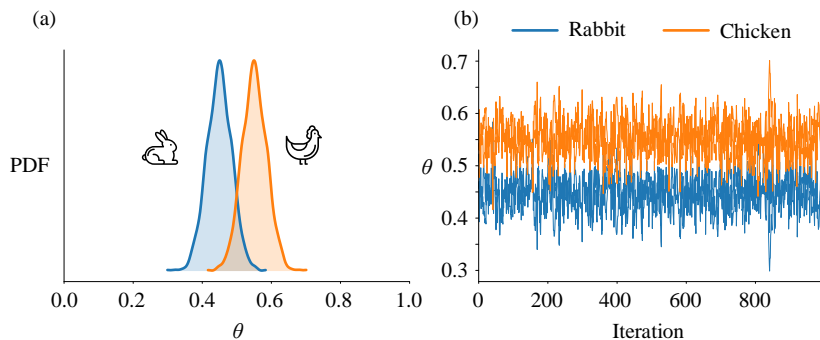 (a)
PDF
0.0 0.2 0.4 0.6 0.8 1.0
θ
(b)
Rabbit Chicken
0.7
0.6
0.5
θ
0.4
0.3
0 200 400 600 800
Iteration